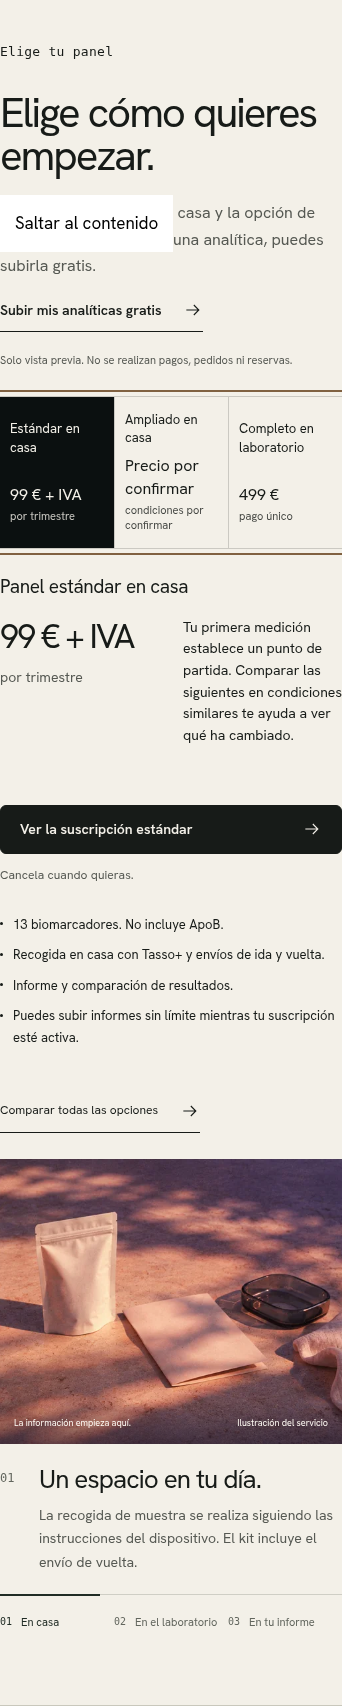 Elige tu panel
Elige cómo quieres
empezar.
Saltar al contenido
casa y la opción de
una analítica, puedes
subirla gratis.
Subir mis analíticas gratis →
Solo vista previa. No se realizan pagos, pedidos ni reservas.
Estándar en
casa
99 € + IVA
por trimestre
Ampliado en
casa
Precio por
confirmar
condiciones por
confirmar
Completo en
laboratorio
499 €
pago único
Panel estándar en casa
99 € + IVA
por trimestre
Tu primera medición
establece un punto de
partida. Comparar las
siguientes en condiciones
similares te ayuda a ver
qué ha cambiado.
Ver la suscripción estándar →
Cancela cuando quieras.
• 13 biomarcadores. No incluye ApoB.
• Recogida en casa con Tasso+ y envíos de ida y vuelta.
• Informe y comparación de resultados.
• Puedes subir informes sin límite mientras tu suscripción
esté activa.
Comparar todas las opciones →
La información empieza aquí.
Ilustración del servicio
01 Un espacio en tu día.
La recogida de muestra se realiza siguiendo las
instrucciones del dispositivo. El kit incluye el
envío de vuelta.
01 En casa
02 En el laboratorio
03 En tu informe